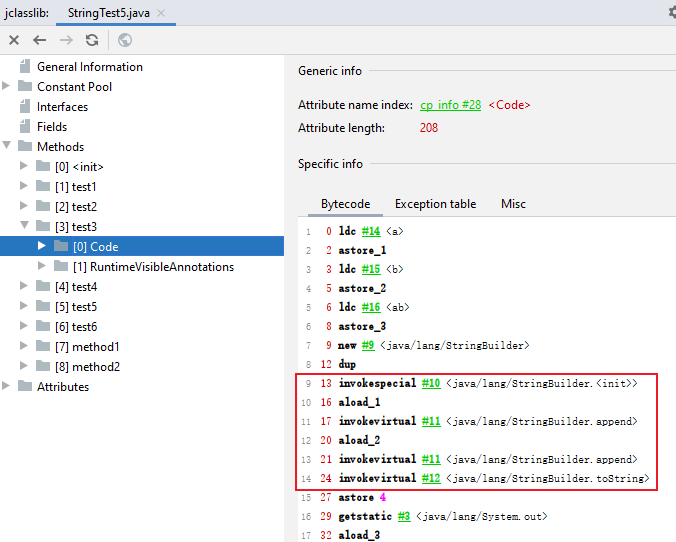 jclasslib: StringTest5.java
General Information
Constant Pool
Interfaces
Fields
Methods
[0] <init>
[1] test1
[2] test2
[3] test3
[0] Code
[1] RuntimeVisibleAnnotations
[4] test4
[5] test5
[6] test6
[7] method1
[8] method2
Attributes
Generic info
Attribute name index: cp_info #28 <Code>
Attribute length: 208
Specific info
Bytecode Exception table Misc
1 0 ldc #14 <a>
2 2 astore_1
3 3 ldc #15 <b>
4 5 astore_2
5 6 ldc #16 <ab>
6 8 astore_3
7 9 new #9 <java/lang/StringBuilder>
8 12 dup
9 13 invokespecial #10 <java/lang/StringBuilder.<init>>
10 16 aload_1
11 17 invokevirtual #11 <java/lang/StringBuilder.append>
12 20 aload_2
13 21 invokevirtual #11 <java/lang/StringBuilder.append>
14 24 invokevirtual #12 <java/lang/StringBuilder.toString>
15 27 astore 4
16 29 getstatic #3 <java/lang/System.out>
17 32 aload_3